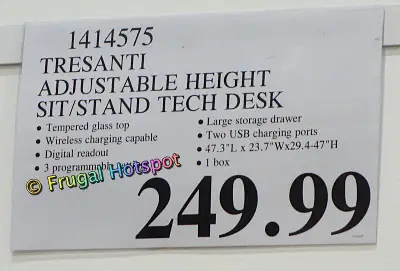 1414575
TRESANTI
ADJUSTABLE HEIGHT
SIT/STAND TECH DESK
• Tempered glass top
• Wireless charging capable
• Digital readout
• 3 programmable
• Large storage drawer
• Two USB charging ports
• 47.3"L x 23.7"Wx29.4-47"H
• 1 box
© Frugal Hotspot
249.99